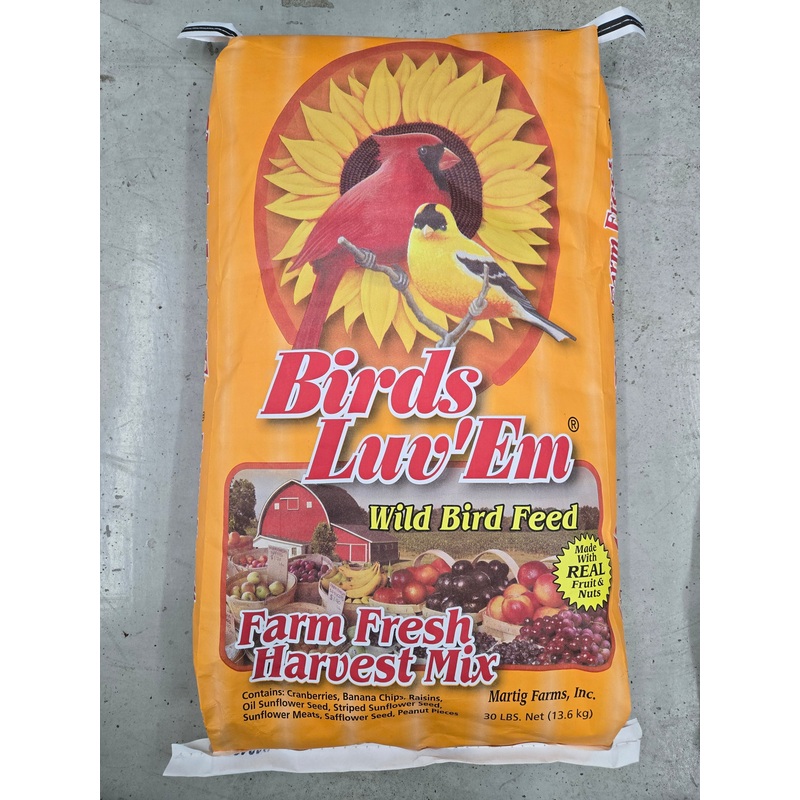 Birds
Luv'Em®
Wild Bird Feed
Made
With
REAL
Fruit &
Nuts
Farm Fresh
Harvest Mix
Contains: Cranberries, Banana Chips, Raisins,
Oil Sunflower Seed, Striped Sunflower Seed,
Sunflower Meats, Safflower Seed, Peanut Pieces
Martig Farms, Inc.
30 LBS. Net (13.6 kg)
Farm Fresh